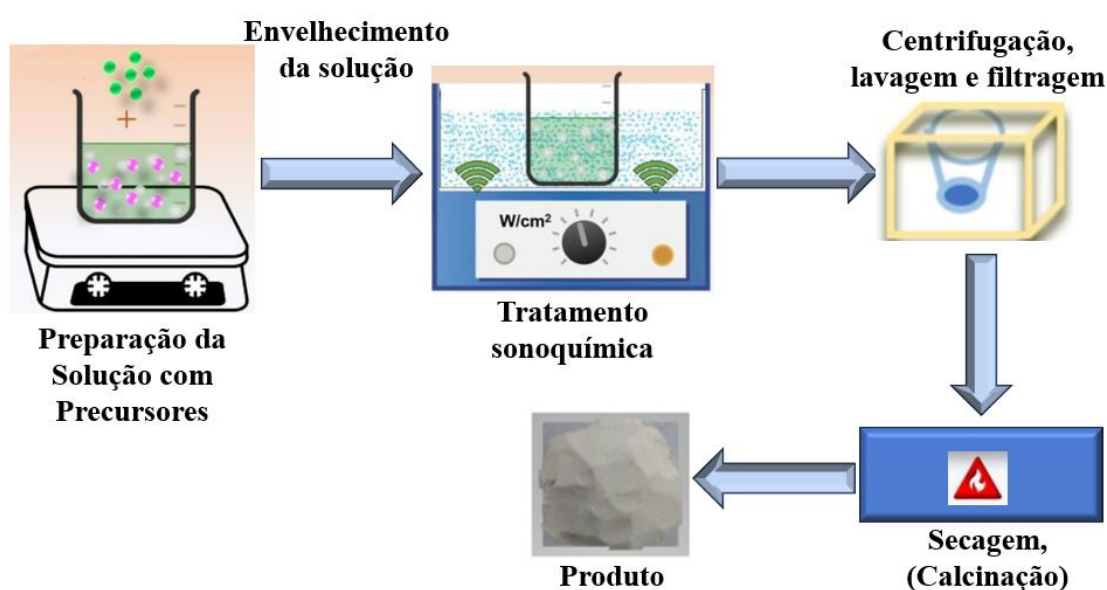 Envelhecimento
da solução
Centrifugação,
lavagem e filtragem
W/cm²
Preparação da
Solução com
Precursores
Tratamento
sonoquímica
Secagem,
(Calcinação)
Produto